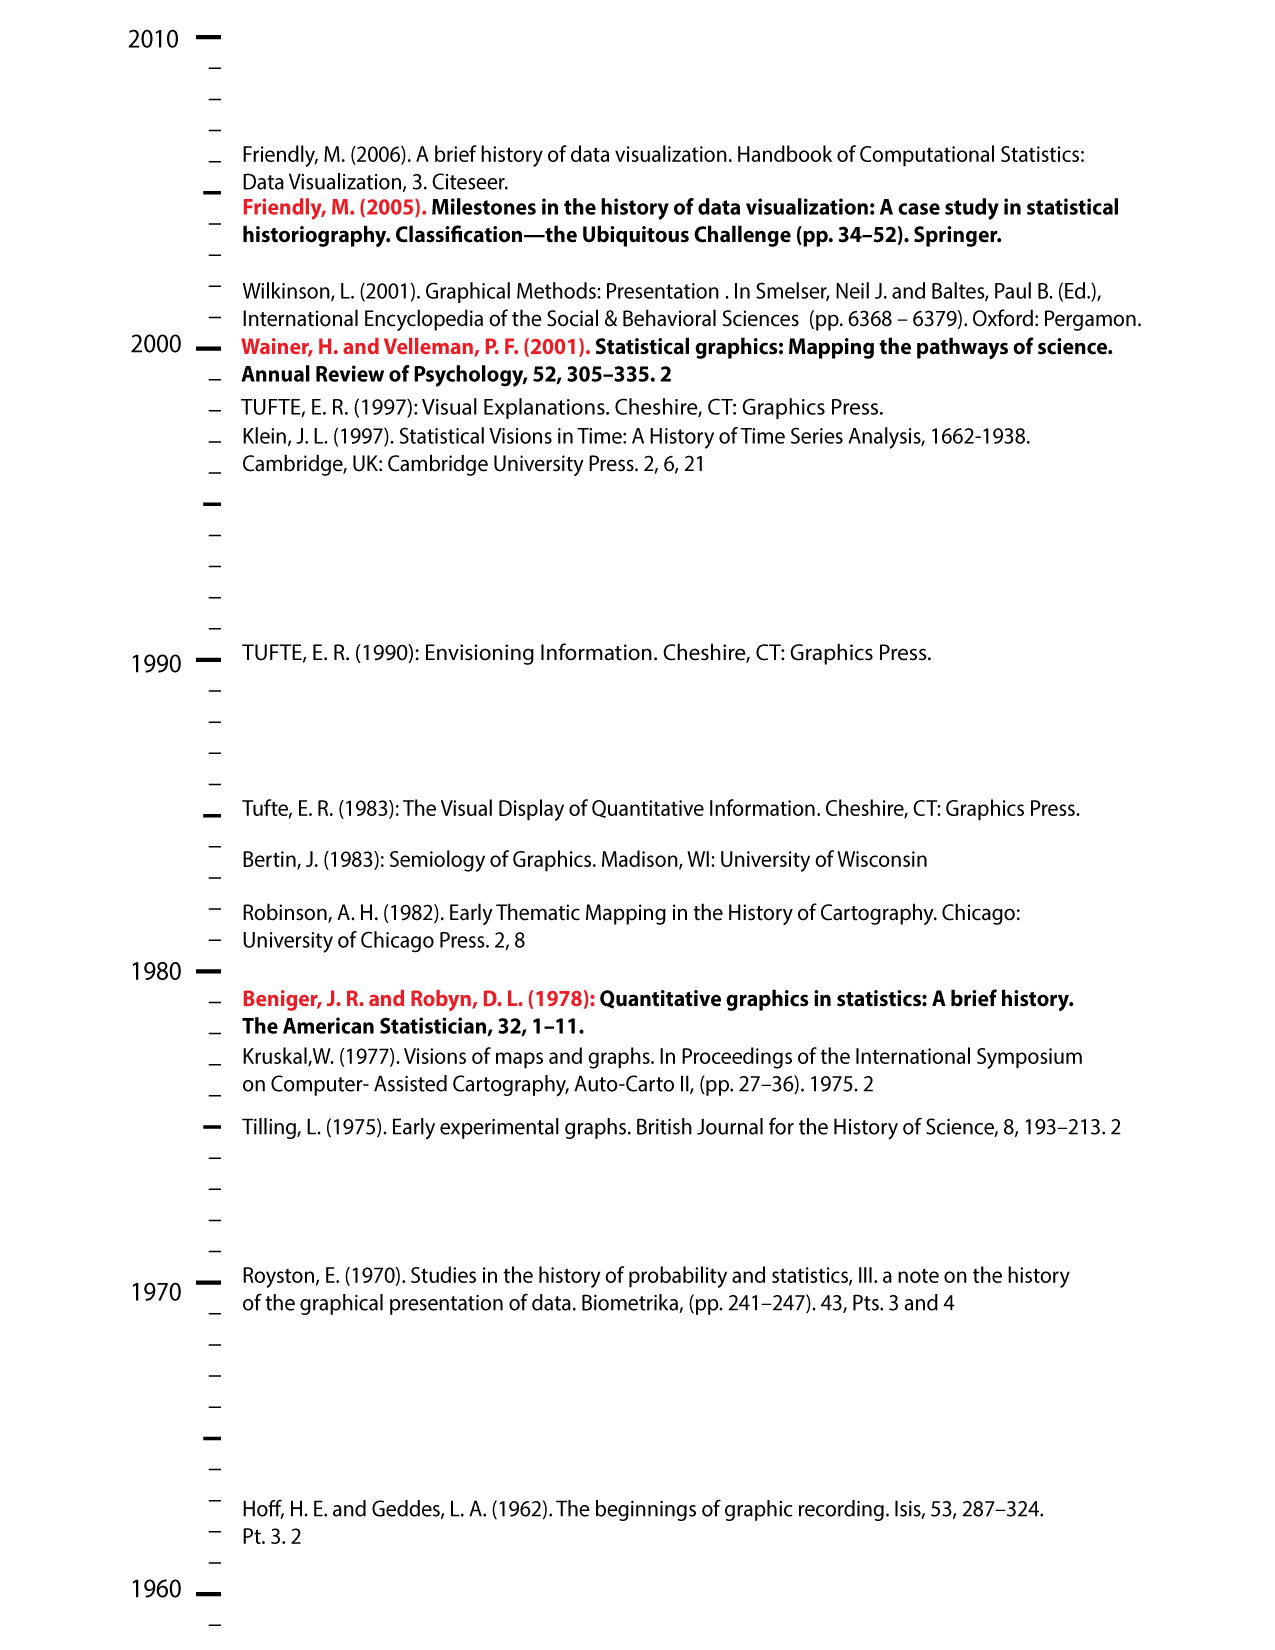 2010
Friendly, M. (2006). A brief history of data visualization. Handbook of Computational Statistics:
Data Visualization, 3. Citeseer.
Friendly, M. (2005). Milestones in the history of data visualization: A case study in statistical
historiography. Classification—the Ubiquitous Challenge (pp. 34–52). Springer.
Wilkinson, L. (2001). Graphical Methods: Presentation . In Smelser, Neil J. and Baltes, Paul B. (Ed.),
International Encyclopedia of the Social & Behavioral Sciences (pp. 6368 – 6379). Oxford: Pergamon.
2000
Wainer, H. and Velleman, P. F. (2001). Statistical graphics: Mapping the pathways of science.
Annual Review of Psychology, 52, 305–335. 2
TUFTE, E. R. (1997): Visual Explanations. Cheshire, CT: Graphics Press.
Klein, J. L. (1997). Statistical Visions in Time: A History of Time Series Analysis, 1662-1938.
Cambridge, UK: Cambridge University Press. 2, 6, 21
1990
TUFTE, E. R. (1990): Envisioning Information. Cheshire, CT: Graphics Press.
Tufte, E. R. (1983): The Visual Display of Quantitative Information. Cheshire, CT: Graphics Press.
Bertin, J. (1983): Semiology of Graphics. Madison, WI: University of Wisconsin
Robinson, A. H. (1982). Early Thematic Mapping in the History of Cartography. Chicago:
University of Chicago Press. 2, 8
1980
Beniger, J. R. and Robyn, D. L. (1978): Quantitative graphics in statistics: A brief history.
The American Statistician, 32, 1–11.
Kruskal,W. (1977). Visions of maps and graphs. In Proceedings of the International Symposium
on Computer- Assisted Cartography, Auto-Carto II, (pp. 27–36). 1975. 2
Tilling, L. (1975). Early experimental graphs. British Journal for the History of Science, 8, 193–213. 2
1970
Royston, E. (1970). Studies in the history of probability and statistics, III. a note on the history
of the graphical presentation of data. Biometrika, (pp. 241–247). 43, Pts. 3 and 4
Hoff, H. E. and Geddes, L. A. (1962). The beginnings of graphic recording. Isis, 53, 287–324.
Pt. 3. 2
1960